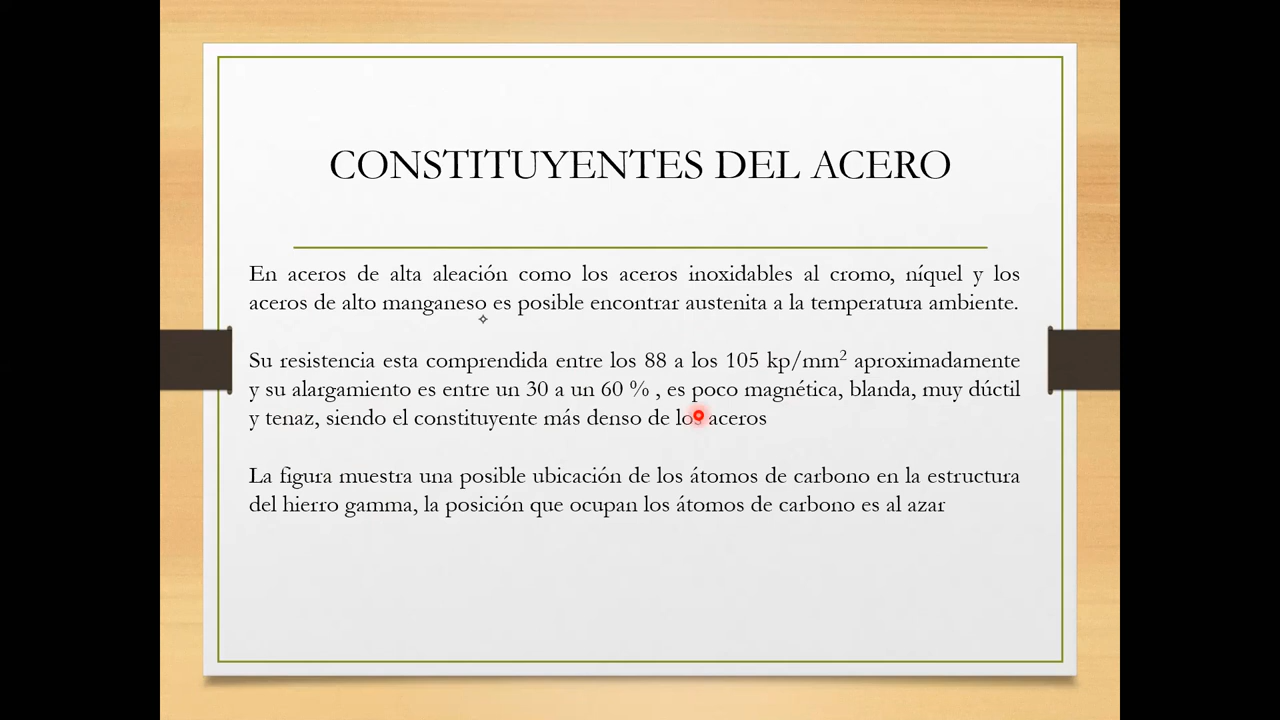 CONSTITUYENTES DEL ACERO
En aceros de alta aleación como los aceros inoxidables al cromo, níquel y los
aceros de alto manganeso es posible encontrar austenita a la temperatura ambiente.
Su resistencia esta comprendida entre los 88 a los 105 kp/mm² aproximadamente
y su alargamiento es entre un 30 a un 60 % , es poco magnética, blanda, muy dúctil
y tenaz, siendo el constituyente más denso de los aceros
La figura muestra una posible ubicación de los átomos de carbono en la estructura
del hierro gamma, la posición que ocupan los átomos de carbono es al azar